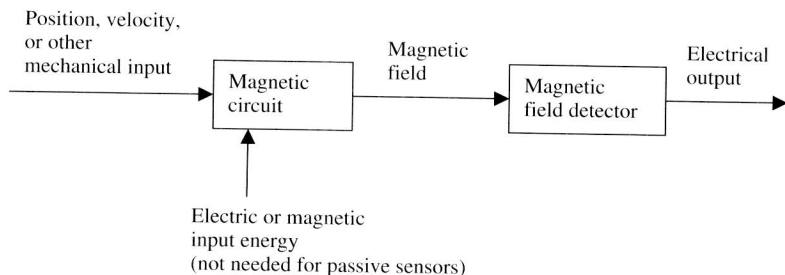 Position, velocity,
or other
mechanical input
Magnetic
circuit
Magnetic
field
Magnetic
field detector
Electrical
output
Electric or magnetic
input energy
(not needed for passive sensors)